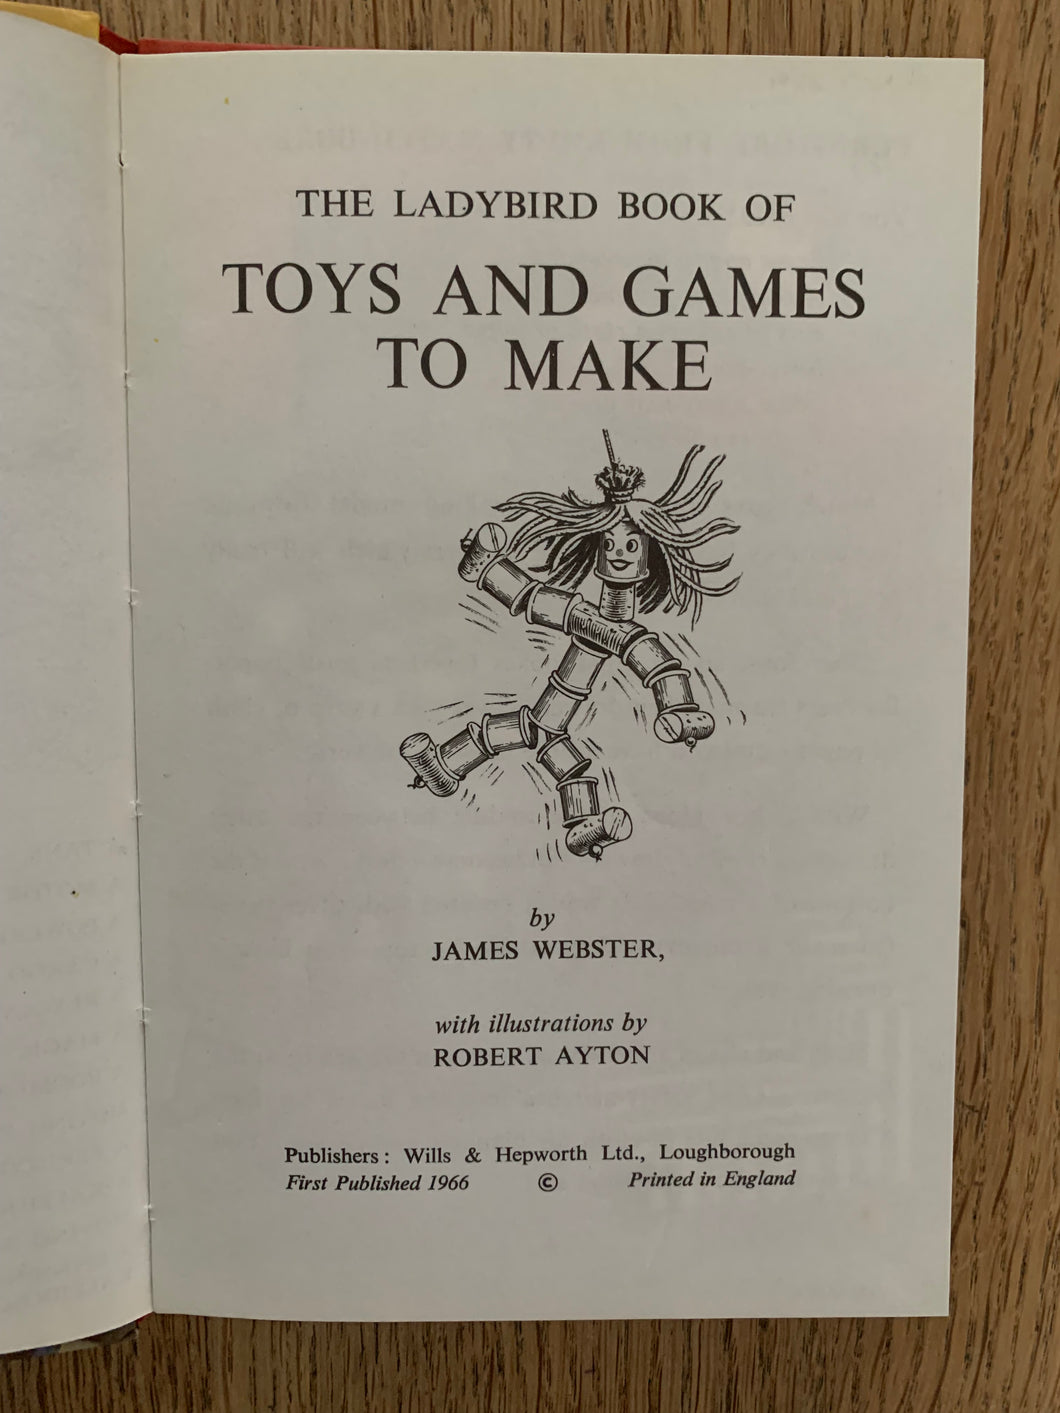 THE LADYBIRD BOOK OF
TOYS AND GAMES
TO MAKE
by
JAMES WEBSTER,
with illustrations by
ROBERT AYTON
Publishers: Wills & Hepworth Ltd., Loughborough
First Published 1966 © Printed in England